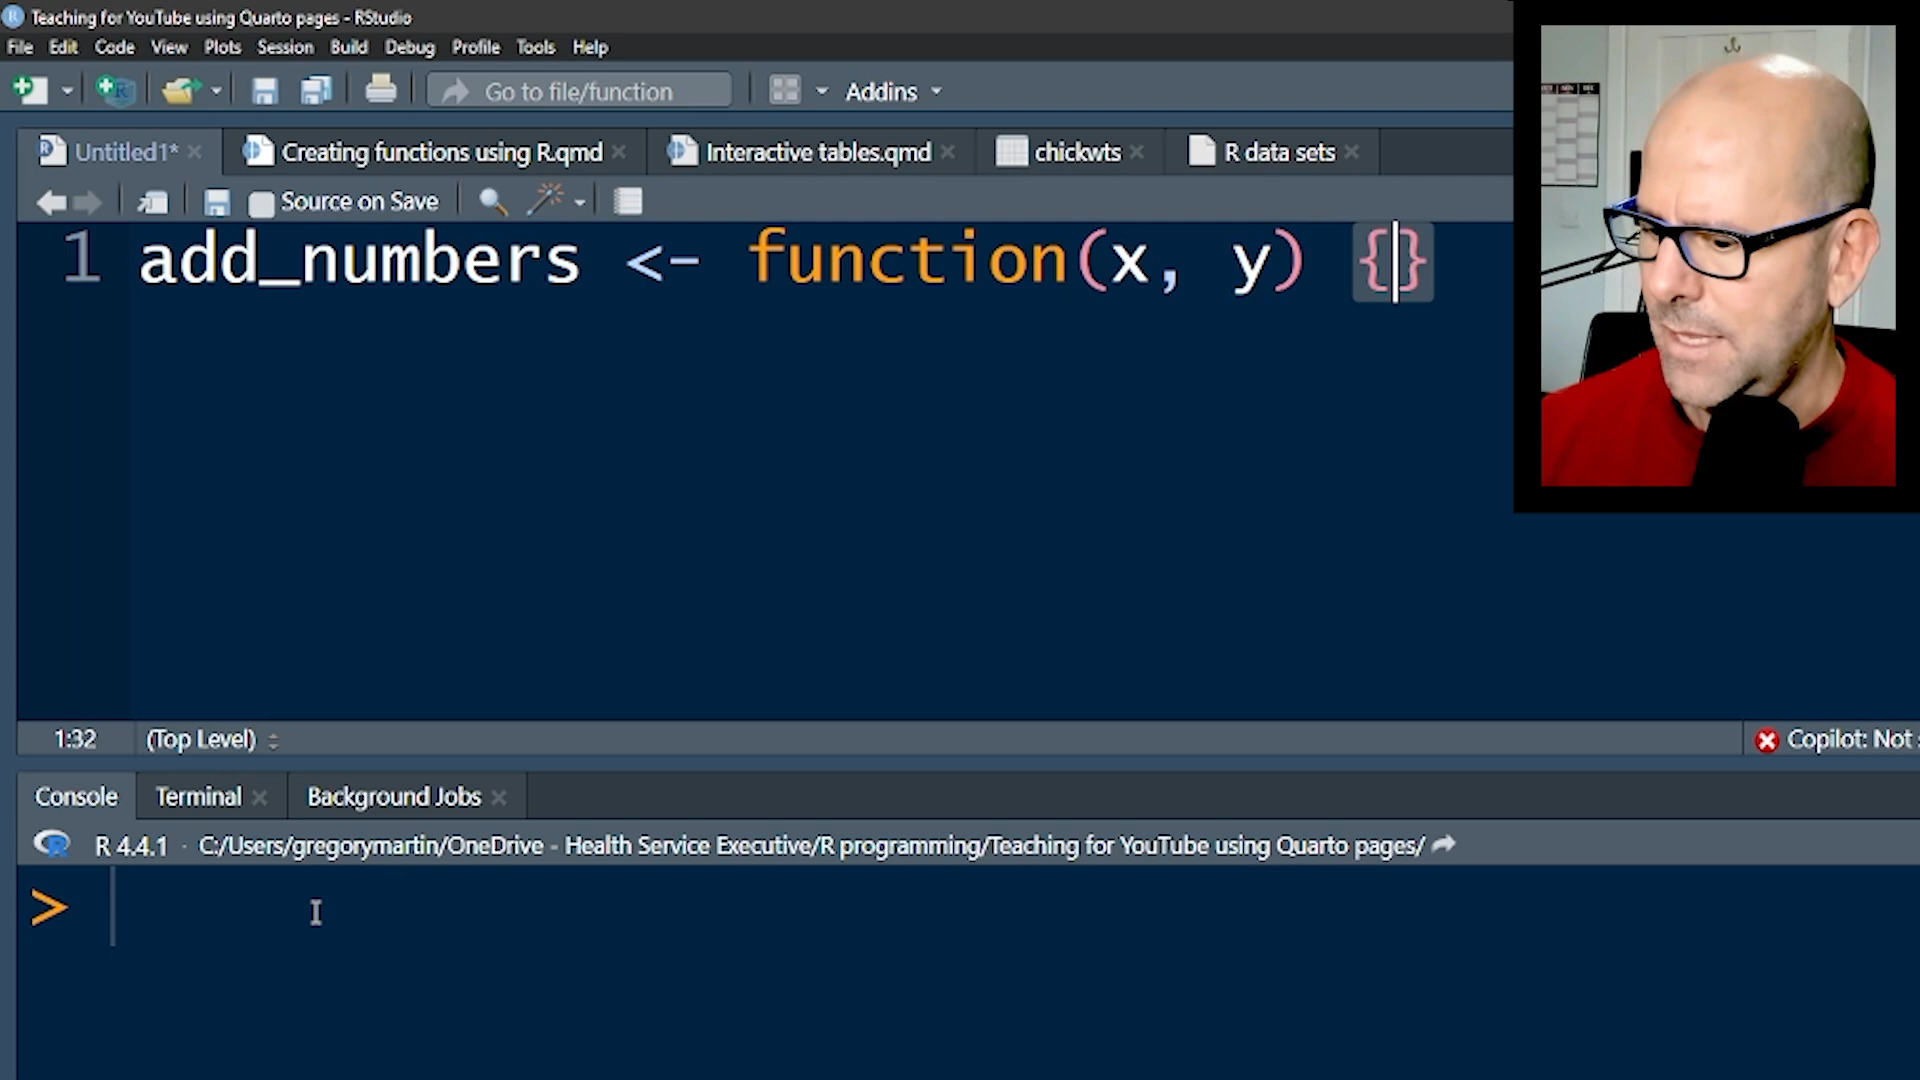 Teaching for YouTube using Quarto pages - RStudio
File Edit Code View Plots Session Build Debug Profile Tools Help
Go to file/function Addins
Untitled1* Creating functions using R.qmd Interactive tables.qmd chickwts R data sets
Source on Save
1 add_numbers <- function(x, y) {}
1:32 (Top Level) Copilot: Not
Console Terminal Background Jobs
R 4.4.1 · C:/Users/gregorymartin/OneDrive - Health Service Executive/R programming/Teaching for YouTube using Quarto pages/
>